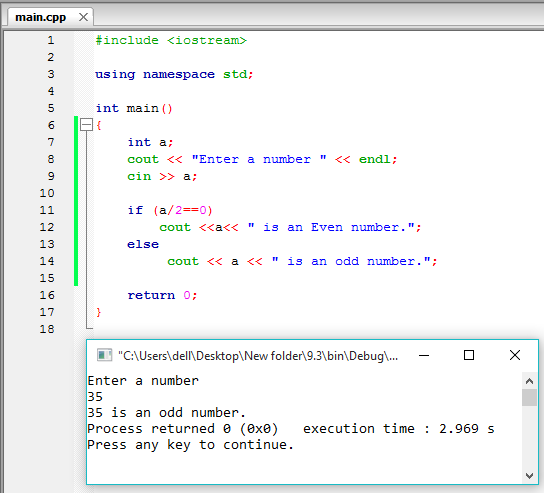 main.cpp
1 #include <iostream>
2
3 using namespace std;
4
5 int main()
6 {
7 int a;
8 cout << "Enter a number " << endl;
9 cin >> a;
10
11 if (a/2==0)
12 cout <<a<< " is an Even number.";
13 else
14 cout << a << " is an odd number.";
15
16 return 0;
17 }
18
"C:\Users\dell\Desktop\New folder\9.3\bin\Debug\...
Enter a number
35
35 is an odd number.
Process returned 0 (0x0) execution time : 2.969 s
Press any key to continue.